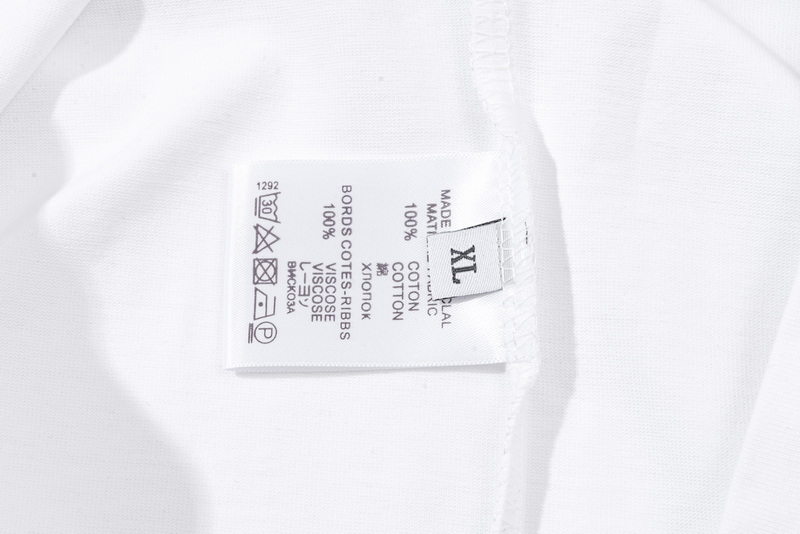 XL
MADE
100% COTON
COTTON
綿
ХЛОПОК
BORDS COTES-RIBBS
100% VISCOSE
VISCOSE
レーヨン
ВИСКОЗА
1292
30
P